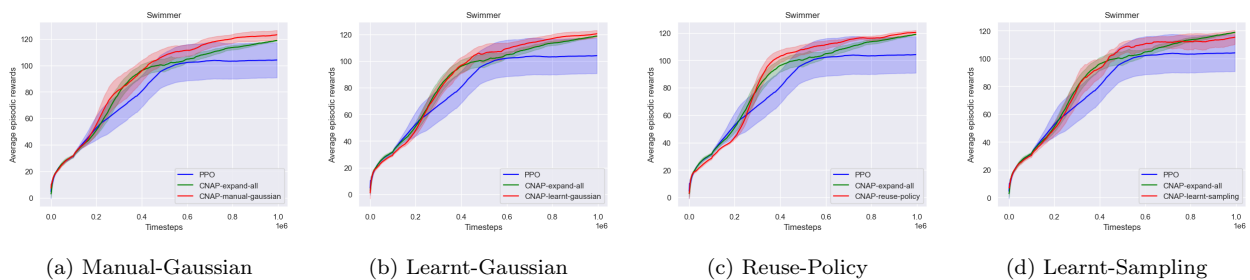 Swimmer
Average episodic rewards
120
100
80
60
40
20
0
PPO
CNAP-expand-all
CNAP-manual-gaussian
0.0 0.2 0.4 0.6 0.8 1.0
Timesteps
1e6
(a) Manual-Gaussian
Swimmer
Average episodic rewards
120
100
80
60
40
20
0
PPO
CNAP-expand-all
CNAP-learnt-gaussian
0.0 0.2 0.4 0.6 0.8 1.0
Timesteps
1e6
(b) Learnt-Gaussian
Swimmer
Average episodic rewards
120
100
80
60
40
20
0
PPO
CNAP-expand-all
CNAP-reuse-policy
0.0 0.2 0.4 0.6 0.8 1.0
Timesteps
1e6
(c) Reuse-Policy
Swimmer
Average episodic rewards
120
100
80
60
40
20
0
PPO
CNAP-expand-all
CNAP-learnt-sampling
0.0 0.2 0.4 0.6 0.8 1.0
Timesteps
1e6
(d) Learnt-Sampling